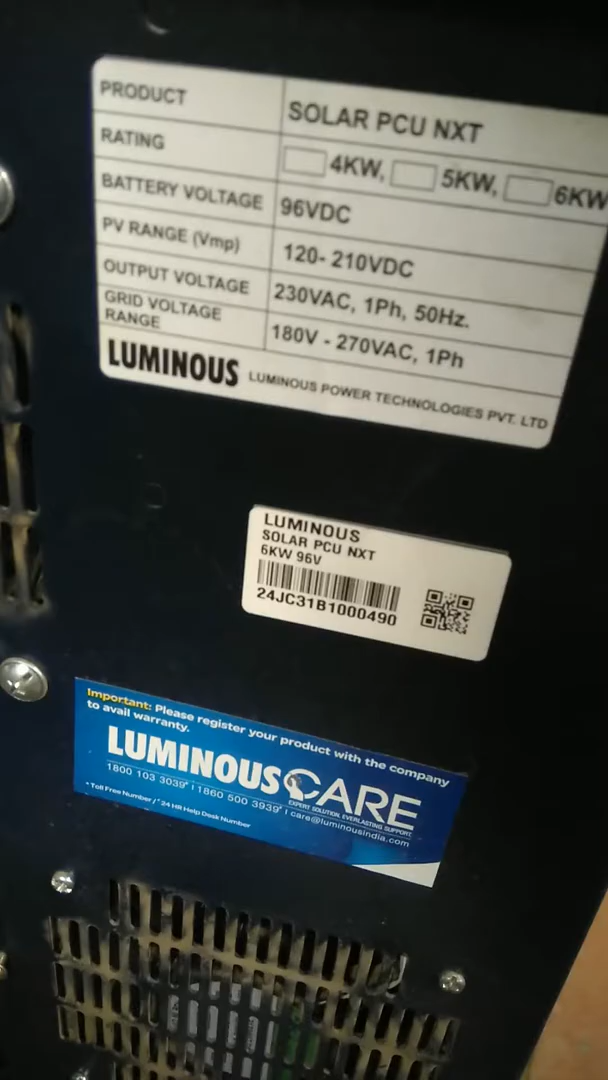 PRODUCT SOLAR PCU NXT
RATING 4KW, 5KW, 6KW
BATTERY VOLTAGE 96VDC
PV RANGE (Vmp) 120- 210VDC
OUTPUT VOLTAGE 230VAC, 1Ph, 50Hz.
GRID VOLTAGE RANGE 180V - 270VAC, 1Ph
LUMINOUS LUMINOUS POWER TECHNOLOGIES PVT. LTD
LUMINOUS
SOLAR PCU NXT
6KW 96V
24JC31B1000490
Important: Please register your product with the company
to avail warranty.
LUMINOUS CARE
EXPERT SOLUTION. EVERLASTING SUPPORT.
1800 103 3039* | 1860 500 3939* | care@luminousindia.com
* Toll Free Number / * 24 HR Help Desk Number